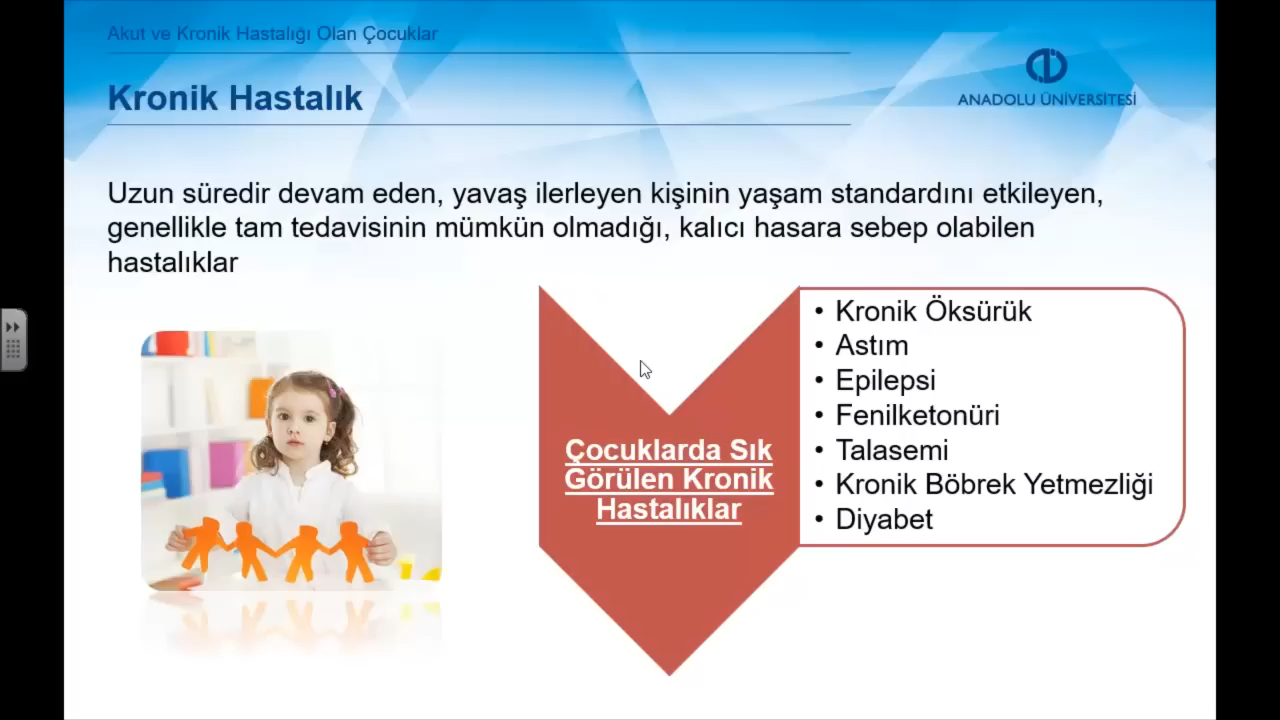 Akut ve Kronik Hastalığı Olan Çocuklar
Kronik Hastalık
ANADOLU ÜNİVERSİTESİ
Uzun süredir devam eden, yavaş ilerleyen kişinin yaşam standardını etkileyen,
genellikle tam tedavisinin mümkün olmadığı, kalıcı hasara sebep olabilen
hastalıklar
Çocuklarda Sık
Görülen Kronik
Hastalıklar
• Kronik Öksürük
• Astım
• Epilepsi
• Fenilketonüri
• Talasemi
• Kronik Böbrek Yetmezliği
• Diyabet